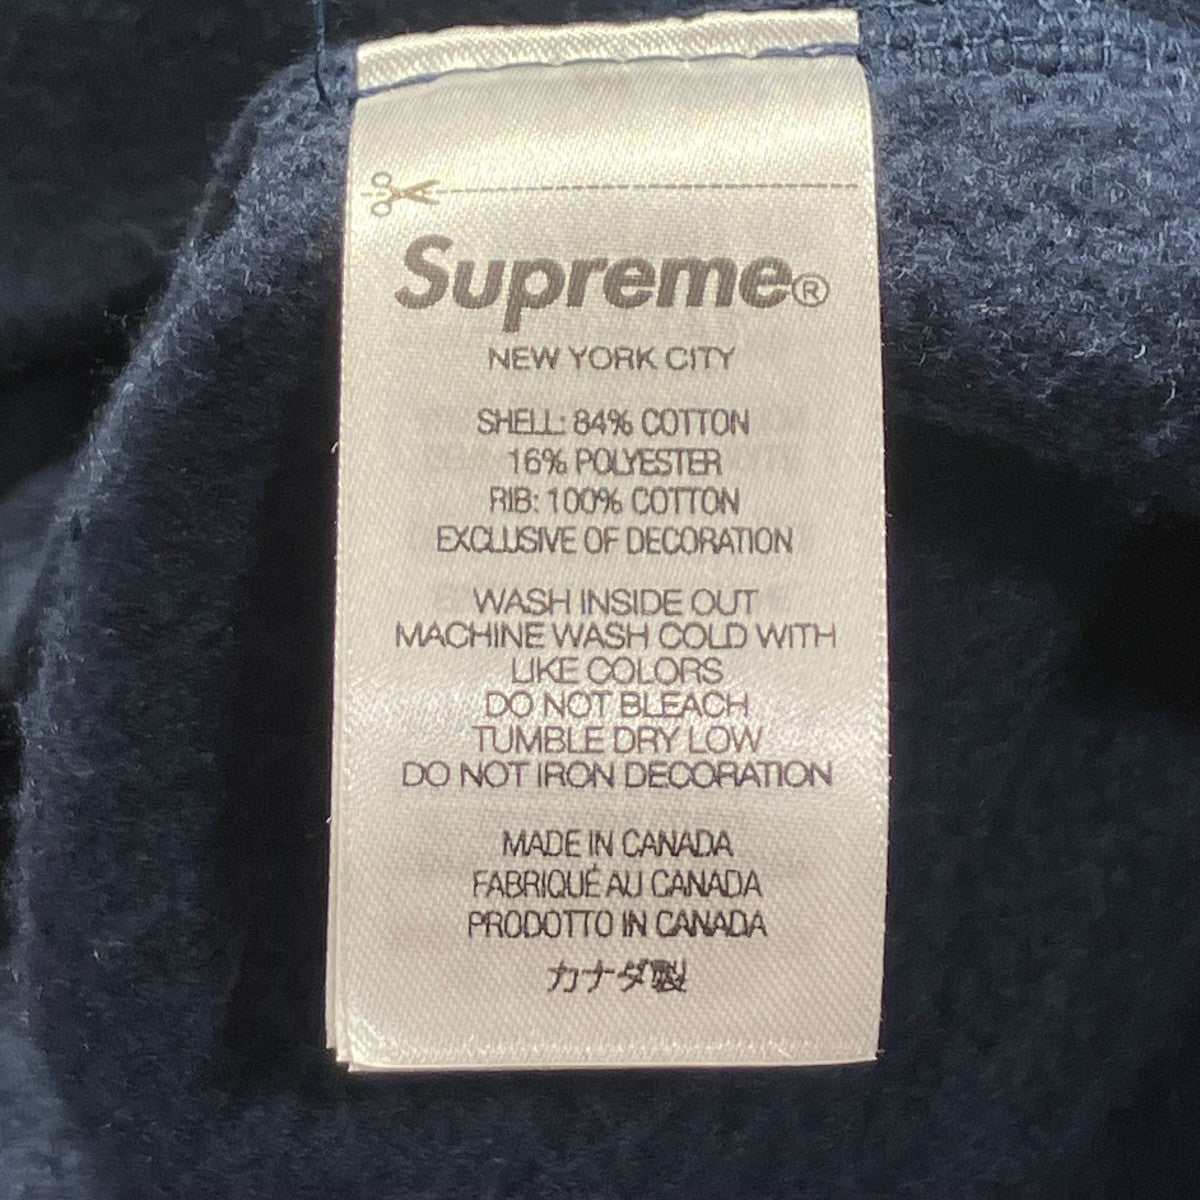 Supreme®
NEW YORK CITY
SHELL: 84% COTTON
16% POLYESTER
RIB: 100% COTTON
EXCLUSIVE OF DECORATION
WASH INSIDE OUT
MACHINE WASH COLD WITH
LIKE COLORS
DO NOT BLEACH
TUMBLE DRY LOW
DO NOT IRON DECORATION
MADE IN CANADA
FABRIQUÉ AU CANADA
PRODOTTO IN CANADA
カナダ製